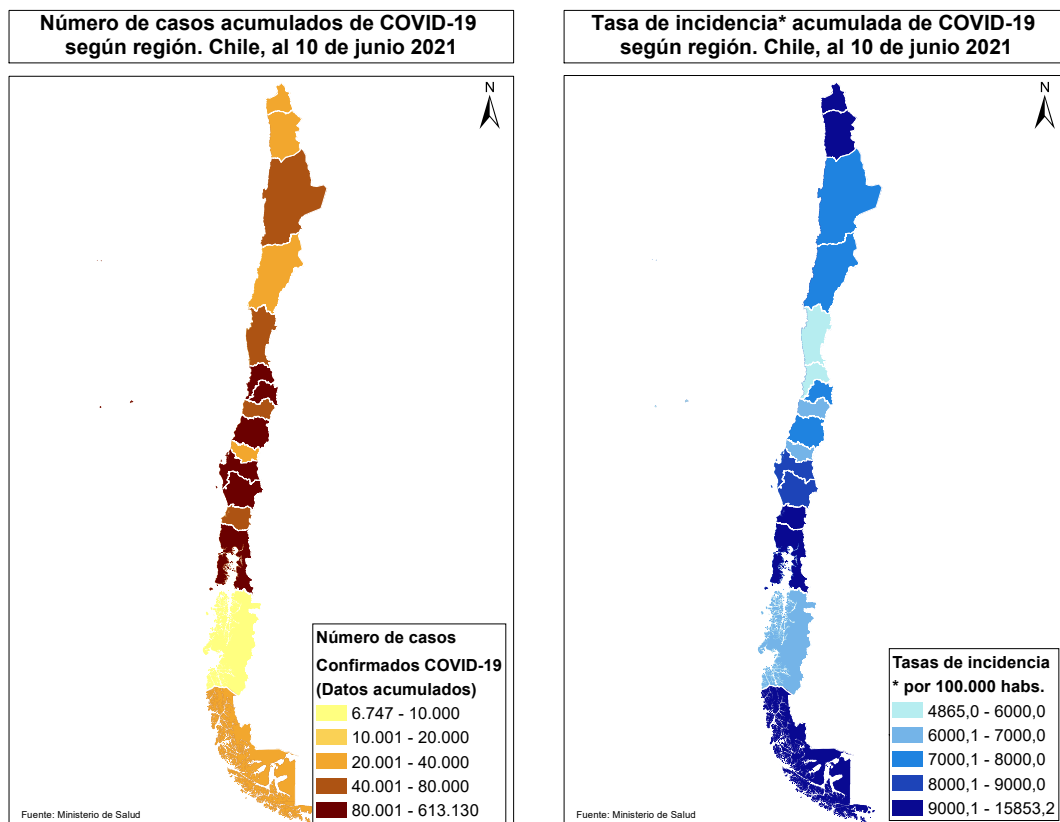 Número de casos acumulados de COVID-19
según región. Chile, al 10 de junio 2021
N
Número de casos
Confirmados COVID-19
(Datos acumulados)
6.747 - 10.000
10.001 - 20.000
20.001 - 40.000
40.001 - 80.000
80.001 - 613.130
Fuente: Ministerio de Salud
Tasa de incidencia* acumulada de COVID-19
según región. Chile, al 10 de junio 2021
N
Tasas de incidencia
* por 100.000 habs.
4865,0 - 6000,0
6000,1 - 7000,0
7000,1 - 8000,0
8000,1 - 9000,0
9000,1 - 15853,2
Fuente: Ministerio de Salud